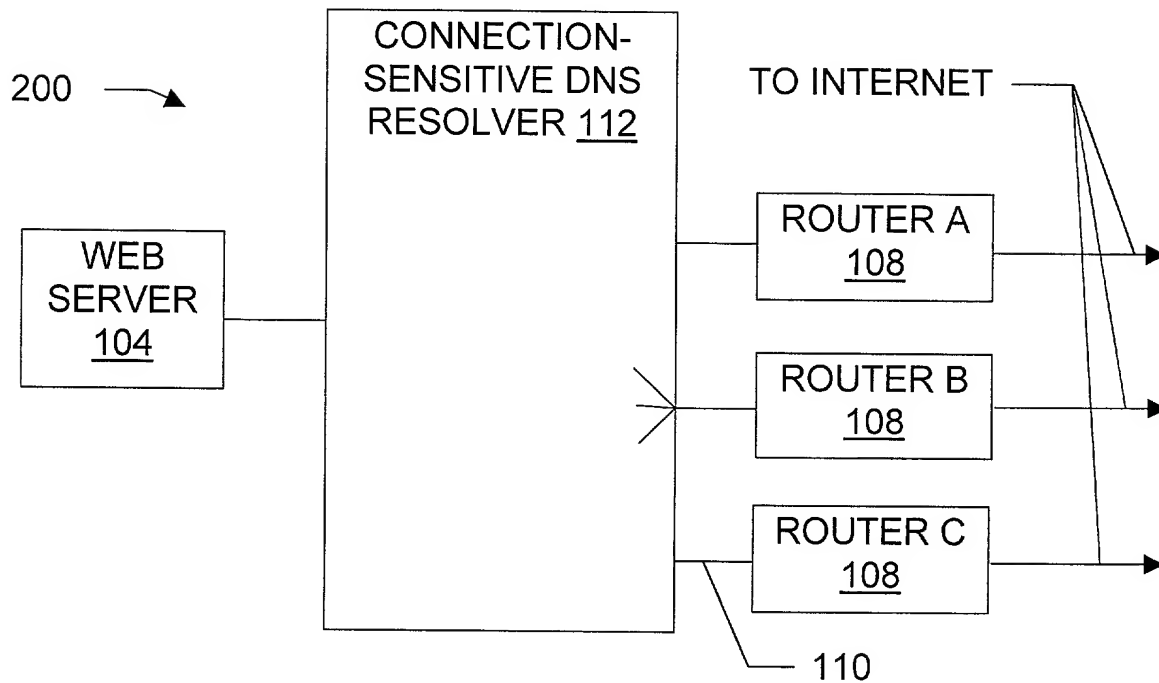 CONNECTION-
SENSITIVE DNS
RESOLVER 112
200
TO INTERNET
WEB
SERVER
104
ROUTER A
108
ROUTER B
108
ROUTER C
108
110